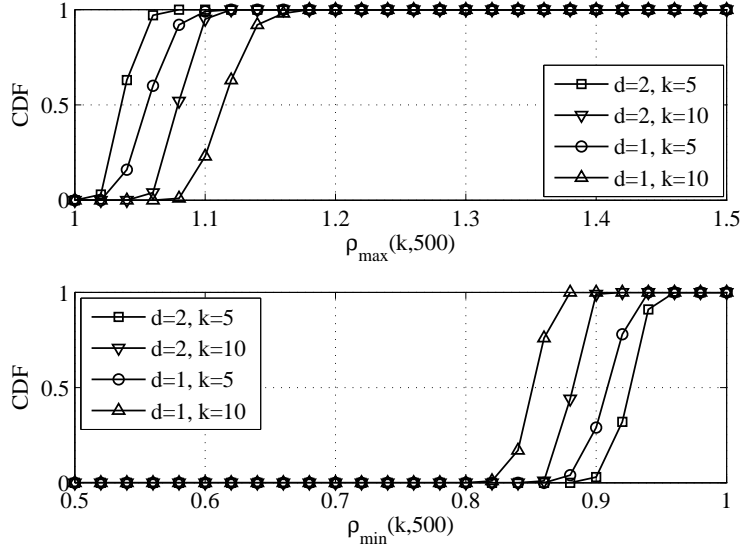 1
0.5
0
CDF
d=2, k=5
d=2, k=10
d=1, k=5
d=1, k=10
1 1.1 1.2 1.3 1.4 1.5
ρmax(k,500)
1
0.5
0
CDF
d=2, k=5
d=2, k=10
d=1, k=5
d=1, k=10
0.5 0.6 0.7 0.8 0.9 1
ρmin(k,500)